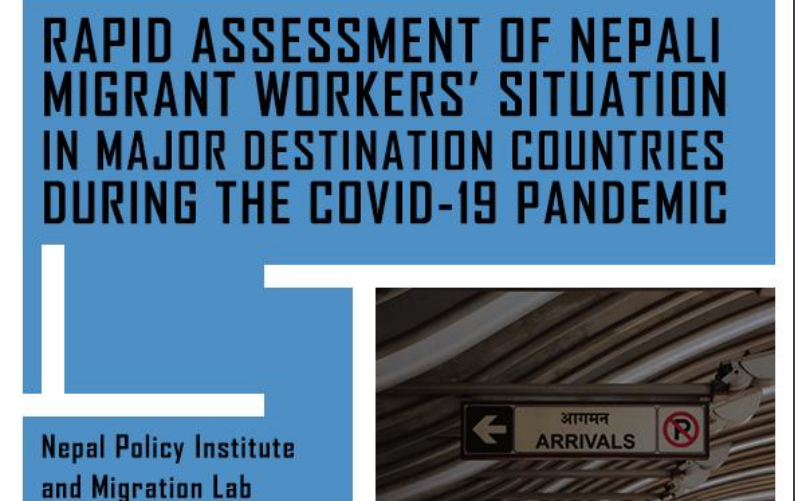 RAPID ASSESSMENT OF NEPALI
MIGRANT WORKERS' SITUATION
IN MAJOR DESTINATION COUNTRIES
DURING THE COVID-19 PANDEMIC
Nepal Policy Institute
and Migration Lab
आगमन
ARRIVALS
P